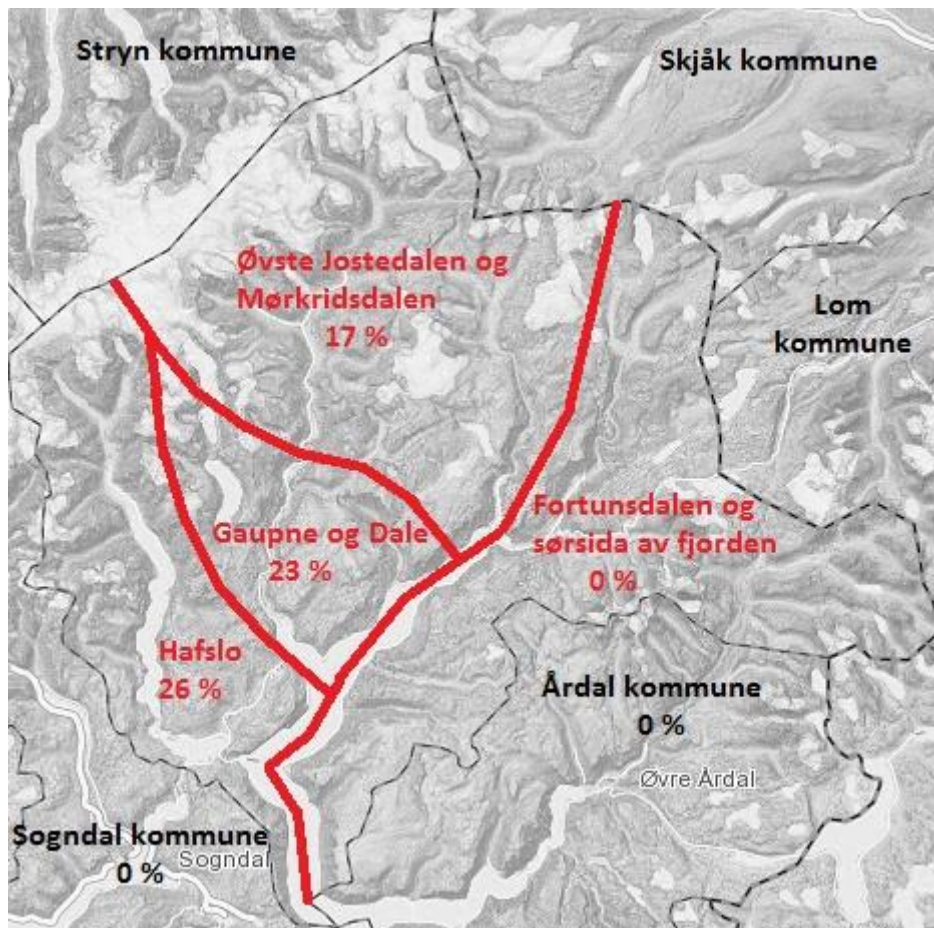 Stryn kommune
Skjåk kommune
Øvste Jostedalen og
Mørkridsdalen
17 %
Lom
kommune
Fortunsdalen og
sørsida av fjorden
0 %
Gaupne og Dale
23 %
Hafslo
26 %
Årdal kommune
0 %
Øvre Årdal
Sogndal kommune
Sogndal
0 %